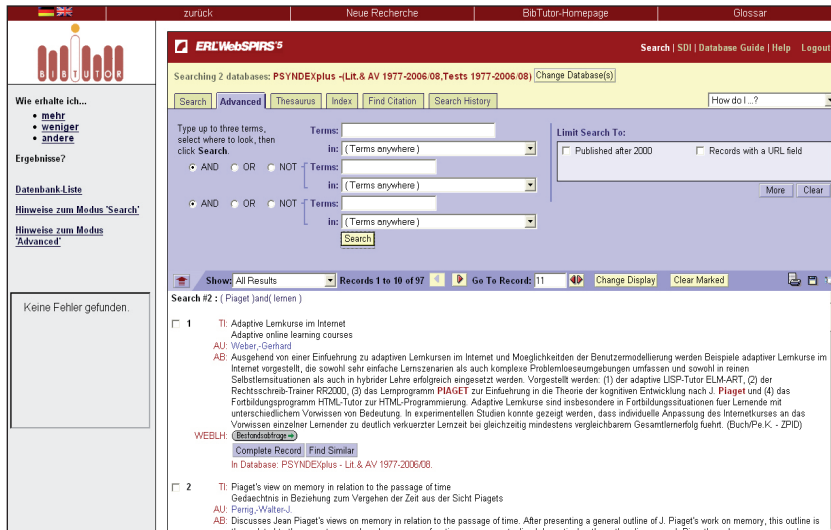 zurück Neue Recherche BibTutor-Homepage Glossar
BIBTUTOR
Wie erhalte ich...
mehr
weniger
andere
Ergebnisse?
Datenbank-Liste
Hinweise zum Modus 'Search'
Hinweise zum Modus
'Advanced'
Keine Fehler gefunden.
ERL WebSPIRS*5 Search | SDI | Database Guide | Help Logout
Searching 2 databases: PSYNDEXplus -(Lit.& AV 1977-2006/08,Tests 1977-2006/08) Change Database(s)
Search Advanced Thesaurus Index Find Citation Search History How do I ...?
Type up to three terms,
select where to look, then
click Search.
Terms:
in: (Terms anywhere)
AND OR NOT Terms:
in: (Terms anywhere)
AND OR NOT Terms:
in: (Terms anywhere)
Search
Limit Search To:
Published after 2000 Records with a URL field
More Clear
Show: All Results Records 1 to 10 of 97 Go To Record: 11 Change Display Clear Marked
Search #2 : ( Piaget )and( lernen )
1 TI: Adaptive Lernkurse im Internet
Adaptive online learning courses
AU: Weber,-Gerhard
AB: Ausgehend von einer Einfuehrung zu adaptiven Lernkursen im Internet und Moeglichkeiten der Benutzermodellierung werden Beispiele adaptiver Lernkurse im
Internet vorgestellt, die sowohl sehr einfache Lernszenarien als auch komplexe Problemloeseumgebungen umfassen und sowohl in reinen
Selbstlernsituationen als auch in hybrider Lehre erfolgreich eingesetzt werden. Vorgestellt werden: (1) der adaptive LISP-Tutor ELM-ART, (2) der
Rechtschreib-Trainer RR2000, (3) das Lernprogramm PIAGET zur Einfuehrung in die Theorie der kognitiven Entwicklung nach J. Piaget und (4) das
Fortbildungsprogramm HTML-Tutor zur HTML-Programmierung. Adaptive Lernkurse sind insbesondere in Fortbildungssituationen fuer Lernende mit
unterschiedlichem Vorwissen von Bedeutung. In experimentellen Studien konnte gezeigt werden, dass individuelle Anpassung des Internetkurses an das
Vorwissen einzelner Lernender zu deutlich verkuerzter Lernzeit bei gleichzeitig mindestens vergleichbarem Gesamtlernerfolg fuehrt. (Buch/Pe.K. - ZPID)
WEBLH: Bestandsabfrage
Complete Record Find Similar
In Database: PSYNDEXplus - Lit.& AV 1977-2006/08.
2 TI: Piaget's view on memory in relation to the passage of time
Gedaechtnis in Beziehung zum Vergehen der Zeit aus der Sicht Piagets
AU: Perrig,-Walter-J.
AB: Discusses Jean Piaget's views on memory in relation to the passage of time. After presenting a general outline of J. Piaget's work on memory, this outline is